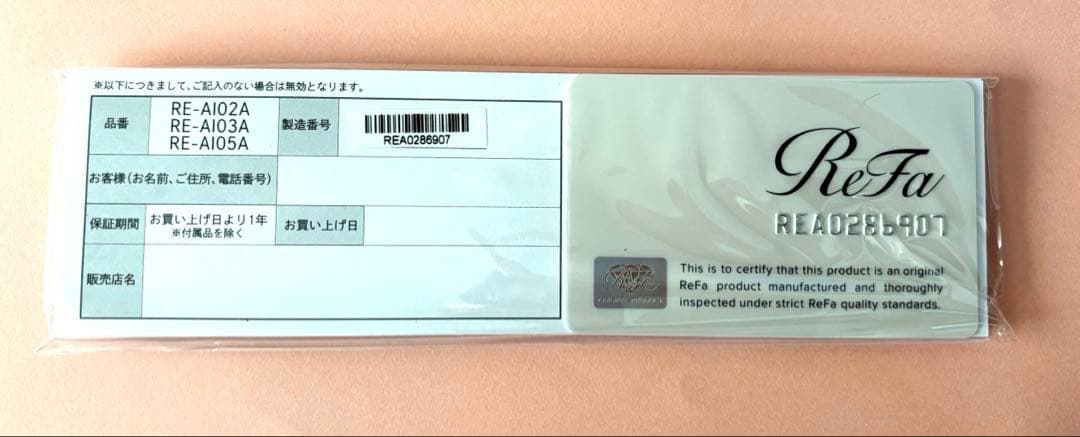 ※以下につきまして、ご記入のない場合は無効となります。
品番
RE-AI02A
RE-AI03A
RE-AI05A
製造番号
REA0286907
お客様(お名前、ご住所、電話番号)
保証期間
お買い上げ日より1年
※付属品を除く
お買い上げ日
販売店名
ReFa
REA0286907
This is to certify that this product is an original
ReFa product manufactured and thoroughly
inspected under strict ReFa quality standards.